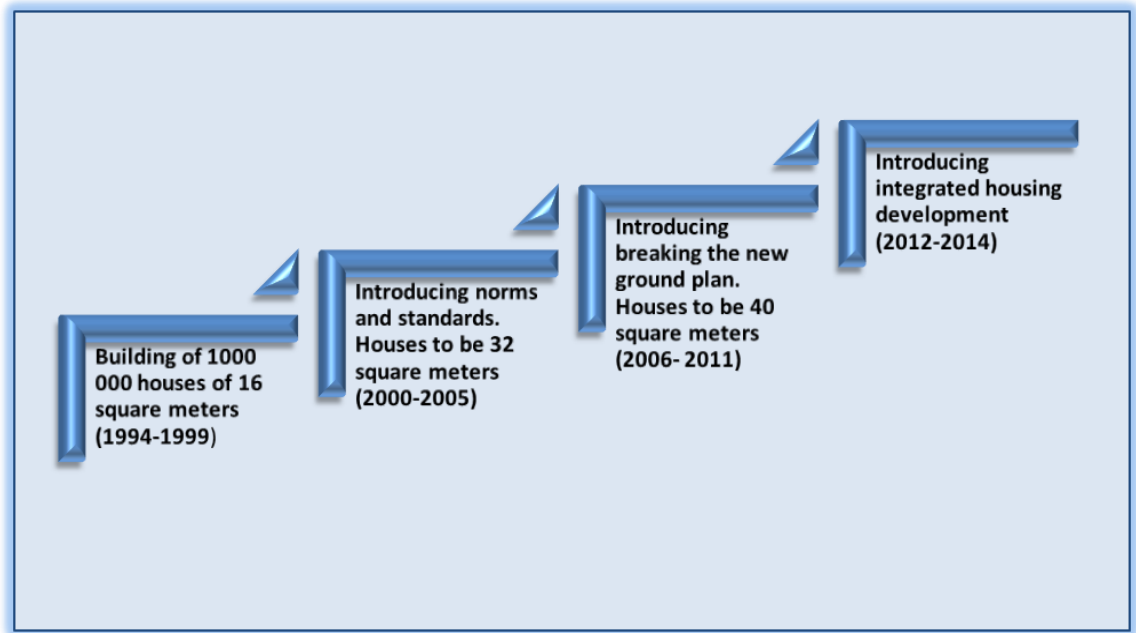 Building of 1000
000 houses of 16
square meters
(1994-1999)
Introducing norms
and standards.
Houses to be 32
square meters
(2000-2005)
Introducing
breaking the new
ground plan.
Houses to be 40
square meters
(2006- 2011)
Introducing
integrated housing
development
(2012-2014)